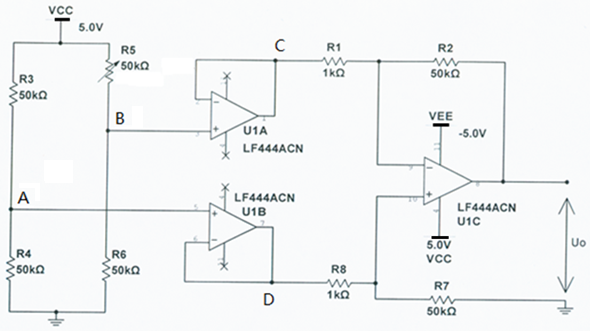 VCC
5.0V
R3
50kΩ
R5
50kΩ
B
A
R4
50kΩ
R6
50kΩ
C
U1A
LF444ACN
LF444ACN
U1B
D
R1
1kΩ
R2
50kΩ
VEE
-5.0V
LF444ACN
U1C
5.0V
VCC
R8
1kΩ
R7
50kΩ
Uo